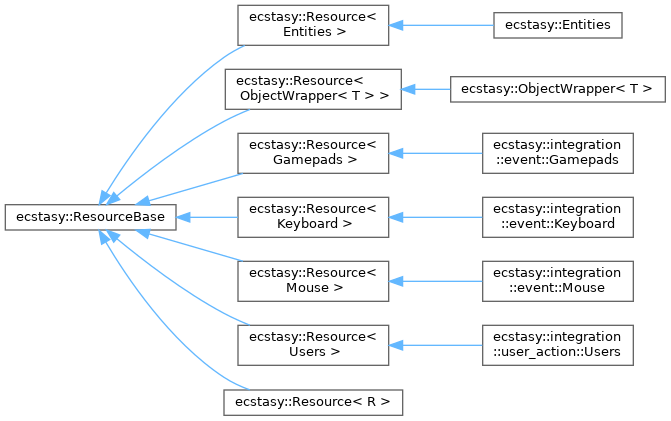 ecstasy::Resource<
Entities >
ecstasy::Entities
ecstasy::Resource<
ObjectWrapper< T > >
ecstasy::ObjectWrapper< T >
ecstasy::Resource<
Gamepads >
ecstasy::integration
::event::Gamepads
ecstasy::ResourceBase
ecstasy::Resource<
Keyboard >
ecstasy::integration
::event::Keyboard
ecstasy::Resource<
Mouse >
ecstasy::integration
::event::Mouse
ecstasy::Resource<
Users >
ecstasy::integration
::user_action::Users
ecstasy::Resource< R >